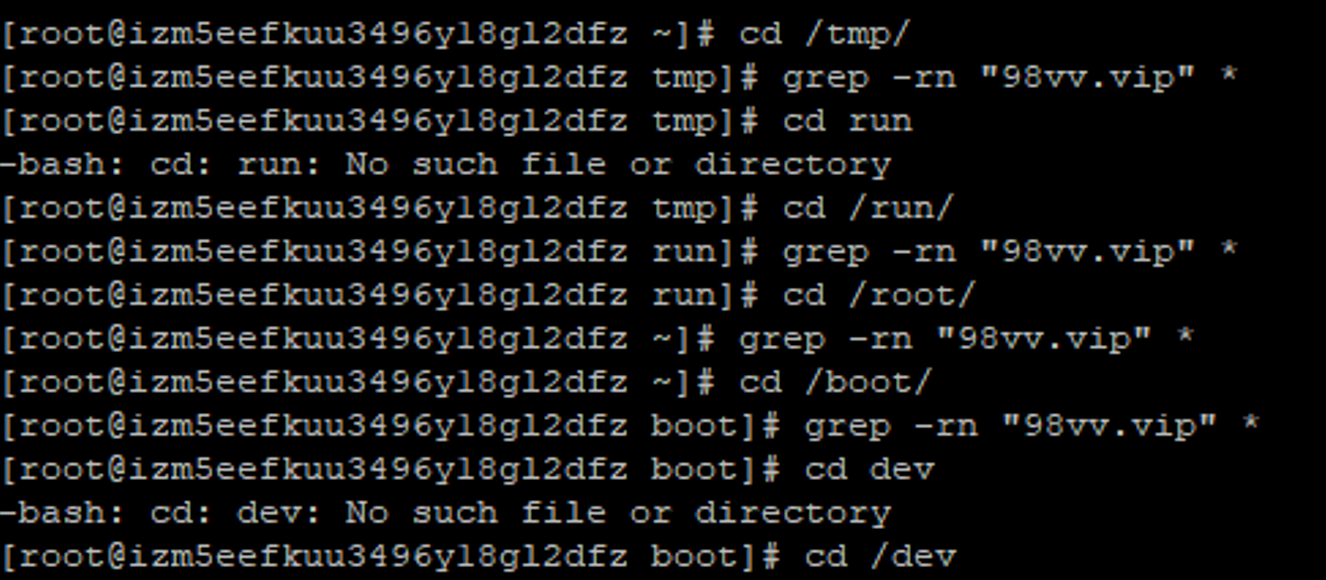 [root@izm5eefkuu3496yl8gl2dfz ~]# cd /tmp/
[root@izm5eefkuu3496yl8gl2dfz tmp]# grep -rn "98vv.vip" *
[root@izm5eefkuu3496yl8gl2dfz tmp]# cd run
-bash: cd: run: No such file or directory
[root@izm5eefkuu3496yl8gl2dfz tmp]# cd /run/
[root@izm5eefkuu3496yl8gl2dfz run]# grep -rn "98vv.vip" *
[root@izm5eefkuu3496yl8gl2dfz run]# cd /root/
[root@izm5eefkuu3496yl8gl2dfz ~]# grep -rn "98vv.vip" *
[root@izm5eefkuu3496yl8gl2dfz ~]# cd /boot/
[root@izm5eefkuu3496yl8gl2dfz boot]# grep -rn "98vv.vip" *
[root@izm5eefkuu3496yl8gl2dfz boot]# cd dev
-bash: cd: dev: No such file or directory
[root@izm5eefkuu3496yl8gl2dfz boot]# cd /dev